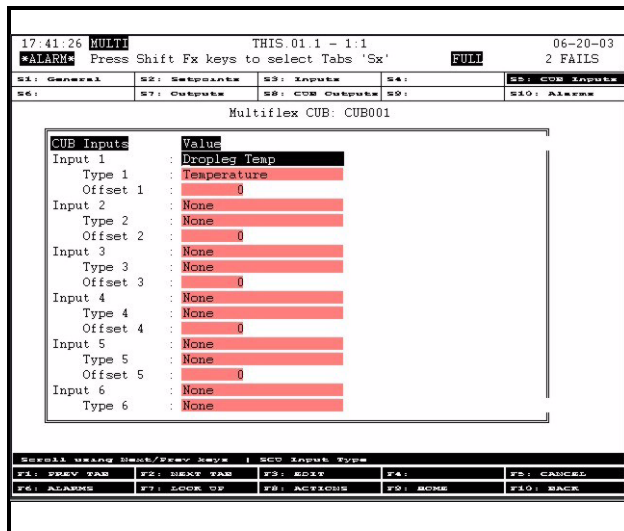 17:41:26 MULTI THIS.01.1 - 1:1 06-20-03
*ALARM* Press Shift Fx keys to select Tabs 'Sx' FULL 2 FAILS
S1: General S2: Setpoints S3: Inputs S4: S5: CUB Inputs
S6: S7: Outputs S8: CUB Outputs S9: S10: Alarms
Multiflex CUB: CUB001
CUB Inputs Value
Input 1 : Dropleg Temp
Type 1 : Temperature
Offset 1 : 0
Input 2 : None
Type 2 : None
Offset 2 : 0
Input 3 : None
Type 3 : None
Offset 3 : 0
Input 4 : None
Type 4 : None
Offset 4 : 0
Input 5 : None
Type 5 : None
Offset 5 : 0
Input 6 : None
Type 6 : None
Scroll using Next/Prev keys | SCU Input Type
F1: PREV TAB F2: NEXT TAB F3: EDIT F4: F5: CANCEL
F6: ALARMS F7: LOOK UP F8: ACTIONS F9: HOME F10: BACK